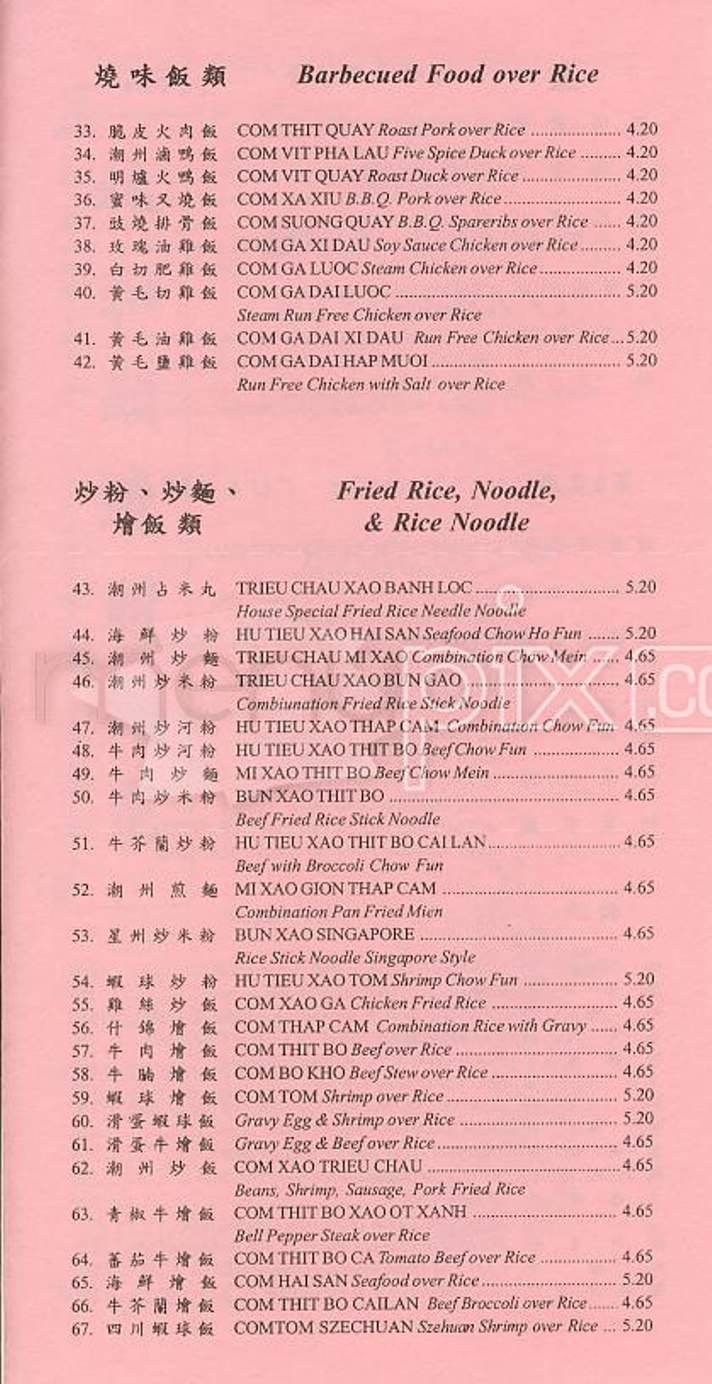 燒味飯類 Barbecued Food over Rice
33. 脆皮火肉飯 COM THIT QUAY Roast Pork over Rice .................... 4.20
34. 潮州滷鴨飯 COM VIT PHA LAU Five Spice Duck over Rice ......... 4.20
35. 明爐火鴨飯 COM VIT QUAY Roast Duck over Rice ...................... 4.20
36. 蜜味叉燒飯 COM XA XIU B.B.Q. Pork over Rice.......................... 4.20
37. 豉燒排骨飯 COM SUONG QUAY B.B.Q. Spareribs over Rice ...... 4.20
38. 玫瑰油雞飯 COM GA XI DAU Soy Sauce Chicken over Rice......... 4.20
39. 白切肥雞飯 COM GA LUOC Steam Chicken over Rice.................. 4.20
40. 黃毛切雞飯 COM GA DAI LUOC .................................................. 5.20
Steam Run Free Chicken over Rice
41. 黃毛油雞飯 COM GA DAI XI DAU Run Free Chicken over Rice...5.20
42. 黃毛鹽雞飯 COM GA DAI HAP MUOI .......................................... 5.20
Run Free Chicken with Salt over Rice
炒粉、炒麵、 Fried Rice, Noodle,
燴飯類 & Rice Noodle
43. 潮州占米丸 TRIEU CHAU XAO BANH LOC ................................ 5.20
House Special Fried Rice Needle Noodle
44. 海鮮炒粉 HU TIEU XAO HAI SAN Seafood Chow Ho Fun ....... 5.20
45. 潮州炒麵 TRIEU CHAU MI XAO Combination Chow Mein ...... 4.65
46. 潮州炒米粉 TRIEU CHAU XAO BUN GAO ................................... 4.65
Combiunation Fried Rice Stick Noodle
47. 潮州炒河粉 HU TIEU XAO THAP CAM Combination Chow Fun 4.65
48. 牛肉炒河粉 HU TIEU XAO THIT BO Beef Chow Fun ................... 4.65
49. 牛肉炒麵 MI XAO THIT BO Beef Chow Mein ............................ 4.65
50. 牛肉炒米粉 BUN XAO THIT BO ................................................... 4.65
Beef Fried Rice Stick Noodle
51. 牛芥蘭炒粉 HU TIEU XAO THIT BO CAI LAN............................. 4.65
Beef with Broccoli Chow Fun
52. 潮州煎麵 MI XAO GION THAP CAM ....................................... 4.65
Combination Pan Fried Mien
53. 星州炒米粉 BUN XAO SINGAPORE ............................................ 4.65
Rice Stick Noodle Singapore Style
54. 蝦球炒粉 HU TIEU XAO TOM Shrimp Chow Fun ..................... 5.20
55. 雞絲炒飯 COM XAO GA Chicken Fried Rice ............................ 4.65
56. 什錦燴飯 COM THAP CAM Combination Rice with Gravy ...... 4.65
57. 牛肉燴飯 COM THIT BO Beef over Rice .................................... 4.65
58. 牛腩燴飯 COM BO KHO Beef Stew over Rice ............................ 4.65
59. 蝦球燴飯 COM TOM Shrimp over Rice ...................................... 5.20
60. 滑蛋蝦球飯 Gravy Egg & Shrimp over Rice ................................... 5.20
61. 滑蛋牛燴飯 Gravy Egg & Beef over Rice........................................ 4.65
62. 潮州炒飯 COM XAO TRIEU CHAU ...........................................4.65
Beans, Shrimp, Sausage, Pork Fried Rice
63. 青椒牛燴飯 COM THIT BO XAO OT XANH ................................ 4.65
Bell Pepper Steak over Rice
64. 蕃茄牛燴飯 COM THIT BO CA Tomato Beef over Rice ................. 4.65
65. 海鮮燴飯 COM HAI SAN Seafood over Rice.............................. 5.20
66. 牛芥蘭燴飯 COM THIT BO CAILAN Beef Broccoli over Rice....... 4.65
67. 四川蝦球飯 COMTOM SZECHUAN Szehuan Shrimp over Rice ... 5.20